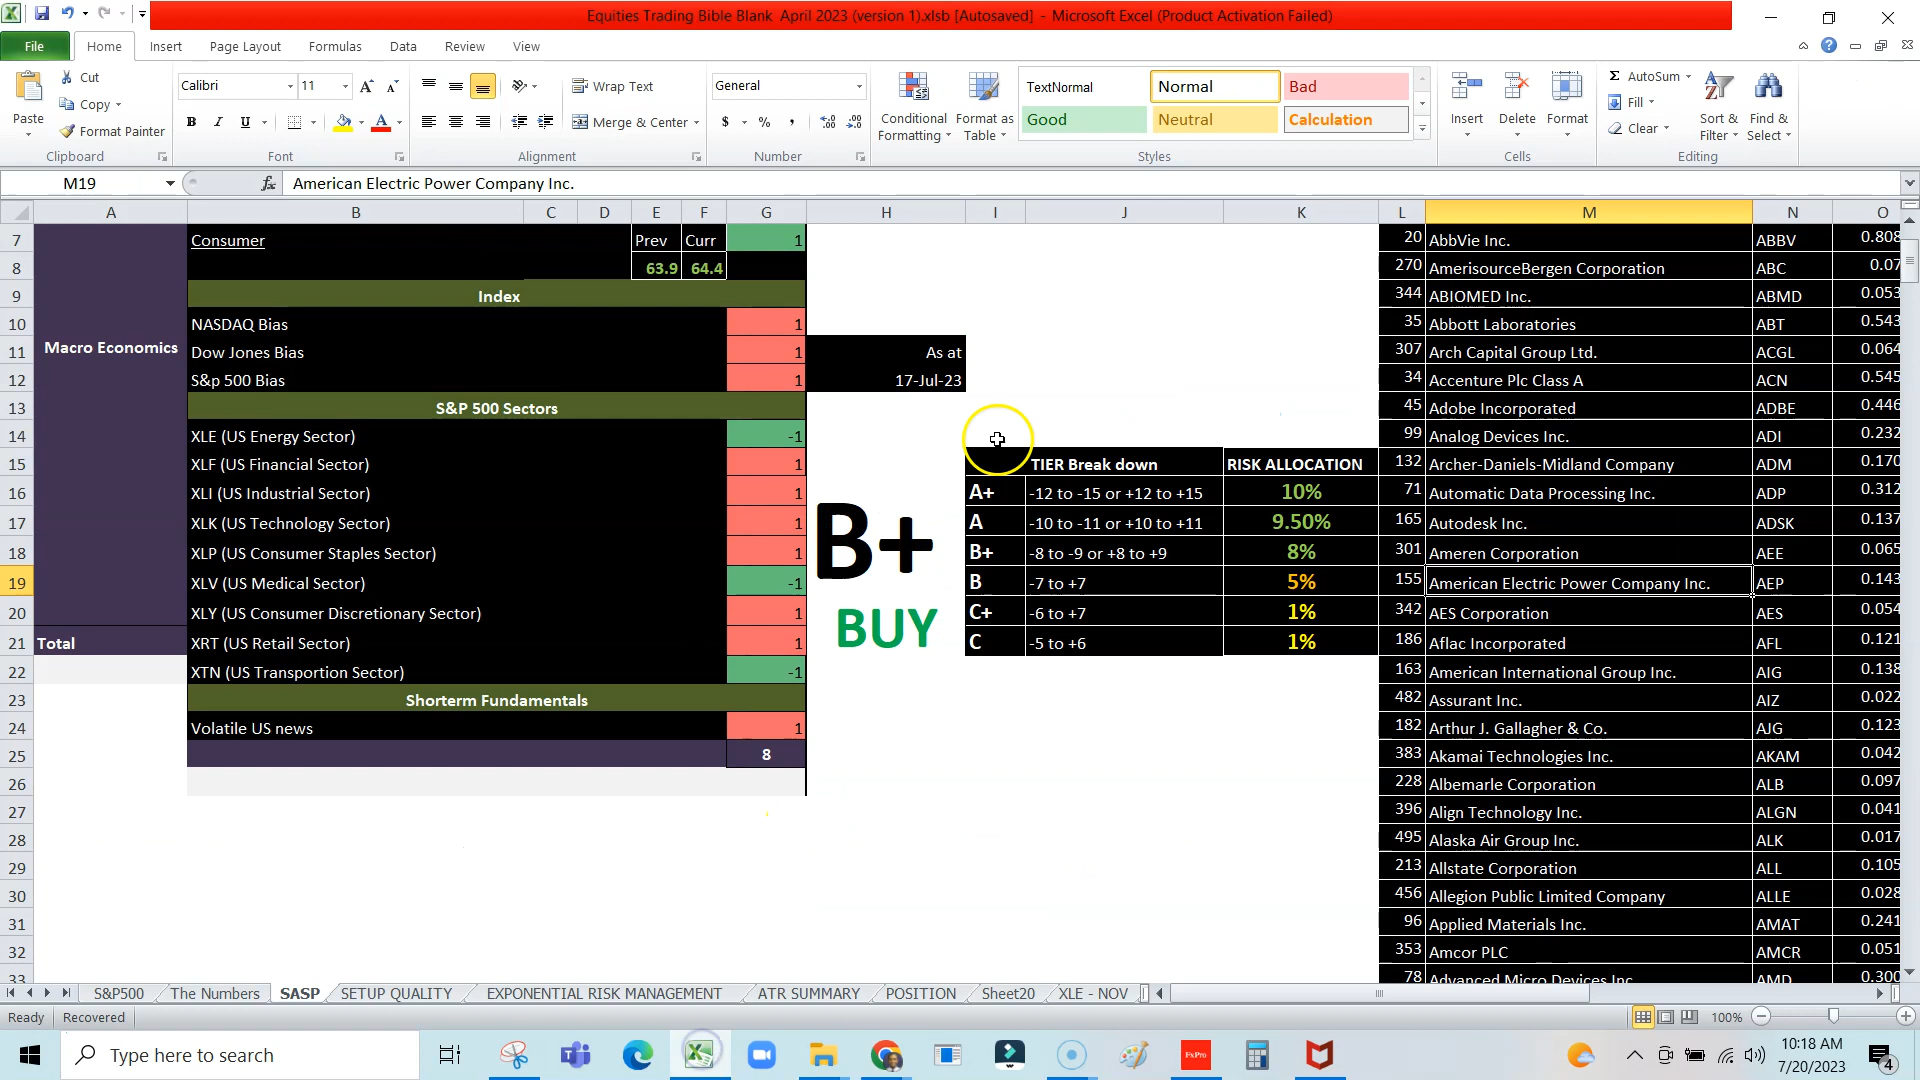 Equities Trading Bible Blank April 2023 (version 1).xlsb [Autosaved] - Microsoft Excel (Product Activation Failed)
File Home Insert Page Layout Formulas Data Review View
Cut
Copy
Format Painter
Paste
Clipboard
Calibri 11
B I U
Font
Wrap Text
Merge & Center
Alignment
General
$ % ,
Number
Conditional Formatting
Format as Table
TextNormal Normal Bad
Good Neutral Calculation
Styles
Insert Delete Format
Cells
AutoSum
Fill
Clear
Sort & Filter
Find & Select
Editing
M19 fx American Electric Power Company Inc.
A B C D E F G H I J K L M N O
7 Consumer Prev Curr 1 20 AbbVie Inc. ABBV 0.808
8 63.9 64.4 270 AmerisourceBergen Corporation ABC 0.07
9 Index 344 ABIOMED Inc. ABMD 0.053
10 NASDAQ Bias 1 35 Abbott Laboratories ABT 0.543
11 Macro Economics Dow Jones Bias 1 As at 307 Arch Capital Group Ltd. ACGL 0.064
12 S&p 500 Bias 1 17-Jul-23 34 Accenture Plc Class A ACN 0.545
13 S&P 500 Sectors 45 Adobe Incorporated ADBE 0.446
14 XLE (US Energy Sector) -1 99 Analog Devices Inc. ADI 0.232
15 XLF (US Financial Sector) 1 TIER Break down RISK ALLOCATION 132 Archer-Daniels-Midland Company ADM 0.170
16 XLI (US Industrial Sector) 1 A+ -12 to -15 or +12 to +15 10% 71 Automatic Data Processing Inc. ADP 0.312
17 XLK (US Technology Sector) 1 A -10 to -11 or +10 to +11 9.50% 165 Autodesk Inc. ADSK 0.137
18 XLP (US Consumer Staples Sector) 1 B+ B+ -8 to -9 or +8 to +9 8% 301 Ameren Corporation AEE 0.065
19 XLV (US Medical Sector) -1 B -7 to +7 5% 155 American Electric Power Company Inc. AEP 0.143
20 XLY (US Consumer Discretionary Sector) 1 BUY C+ -6 to +7 1% 342 AES Corporation AES 0.054
21 Total XRT (US Retail Sector) 1 C -5 to +6 1% 186 Aflac Incorporated AFL 0.121
22 XTN (US Transportion Sector) -1 163 American International Group Inc. AIG 0.138
23 Shorterm Fundamentals 482 Assurant Inc. AIZ 0.022
24 Volatile US news 1 182 Arthur J. Gallagher & Co. AJG 0.123
25 8 383 Akamai Technologies Inc. AKAM 0.042
26 228 Albemarle Corporation ALB 0.097
27 396 Align Technology Inc. ALGN 0.041
28 495 Alaska Air Group Inc. ALK 0.017
29 213 Allstate Corporation ALL 0.105
30 456 Allegion Public Limited Company ALLE 0.028
31 96 Applied Materials Inc. AMAT 0.241
32 353 Amcor PLC AMCR 0.051
33 78 Advanced Micro Devices Inc. AMD 0.300
S&P500 The Numbers SASP SETUP QUALITY EXPONENTIAL RISK MANAGEMENT ATR SUMMARY POSITION Sheet20 XLE - NOV
Ready Recovered 100%
Type here to search
FxPro
10:18 AM
7/20/2023
4